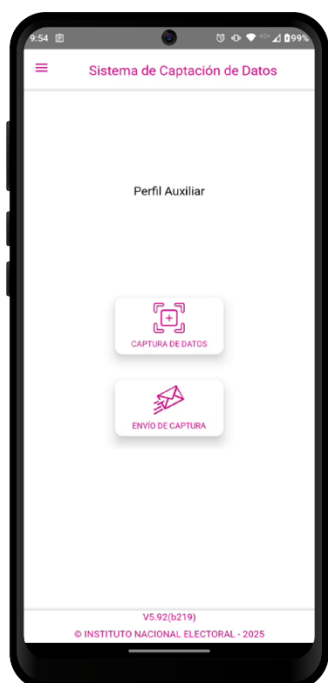 9:54 99%
Sistema de Captación de Datos
Perfil Auxiliar
CAPTURA DE DATOS
ENVÍO DE CAPTURA
V5.92(b219)
© INSTITUTO NACIONAL ELECTORAL - 2025